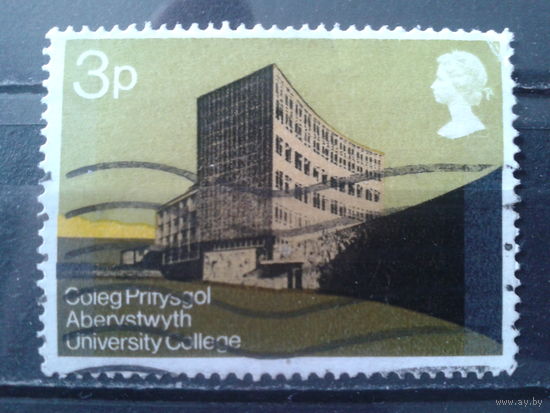 3p
Coleg Prifysgol
Aberystwyth
University College
www.ay.by